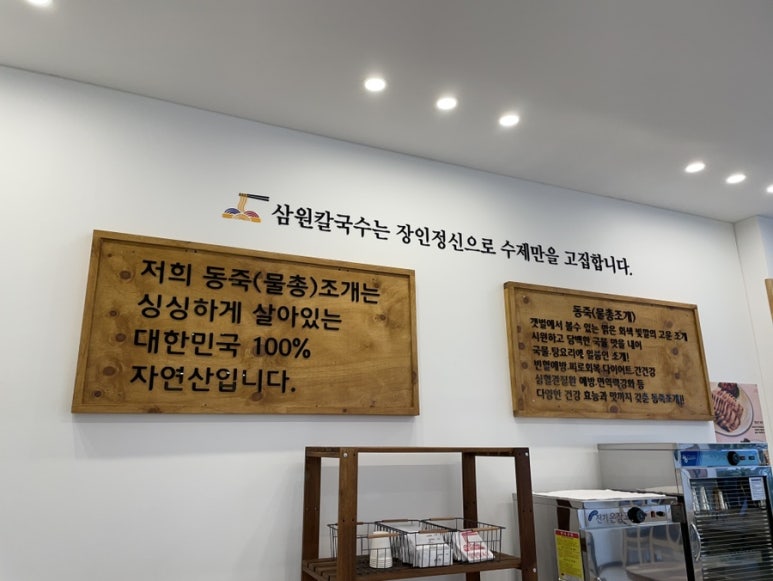 삼원칼국수는 장인정신으로 수제만을 고집합니다.
저희 동죽(물총)조개는
싱싱하게 살아있는
대한민국 100%
자연산입니다.
동죽(물총조개)
갯벌에서 볼수 있는 맑은 회색 빛깔의 고운 조개
시원하고 담백한 국물 맛을 내어
국물.탕요리에 일품인 조개!
빈혈예방.피로회복.다이어트.간건강
심혈관질환 예방.면역력강화 등
다양한 건강 효능과 맛까지 갖춘 동죽조개!!